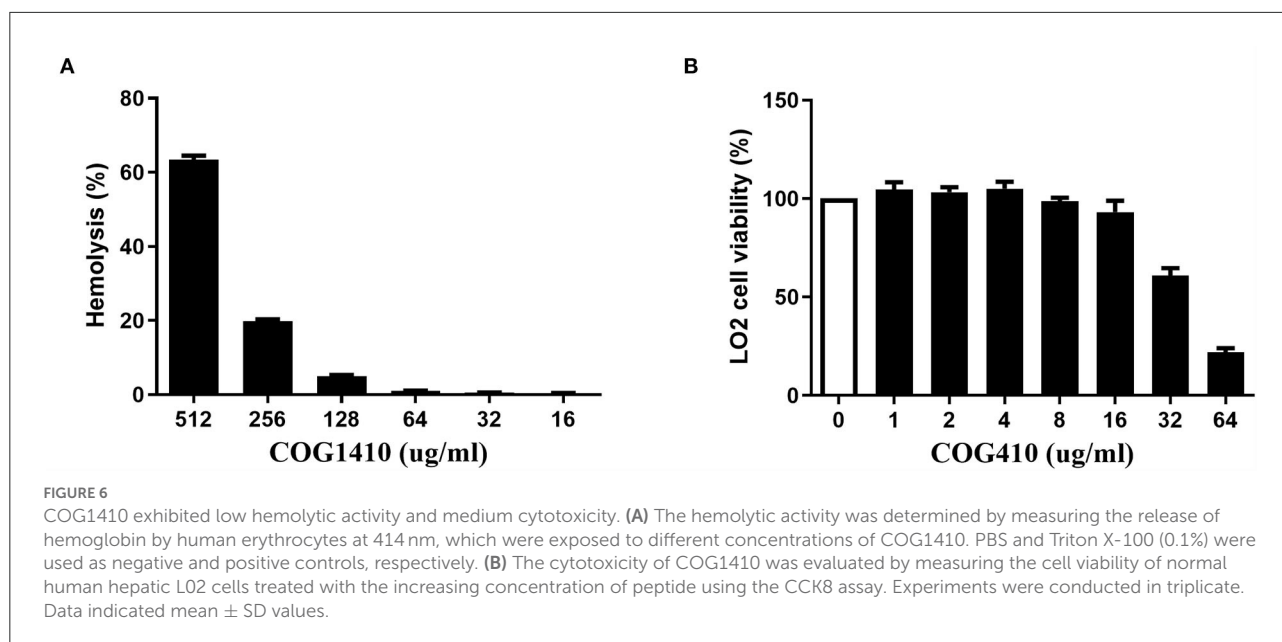 A
80
60
40
20
0
Hemolysis (%)
512 256 128 64 32 16
COG1410 (ug/ml)
B
150
100
50
0
LO2 cell viability (%)
0 1 2 4 8 16 32 64
COG410 (ug/ml)
FIGURE 6
COG1410 exhibited low hemolytic activity and medium cytotoxicity. (A) The hemolytic activity was determined by measuring the release of
hemoglobin by human erythrocytes at 414 nm, which were exposed to different concentrations of COG1410. PBS and Triton X-100 (0.1%) were
used as negative and positive controls, respectively. (B) The cytotoxicity of COG1410 was evaluated by measuring the cell viability of normal
human hepatic L02 cells treated with the increasing concentration of peptide using the CCK8 assay. Experiments were conducted in triplicate.
Data indicated mean ± SD values.